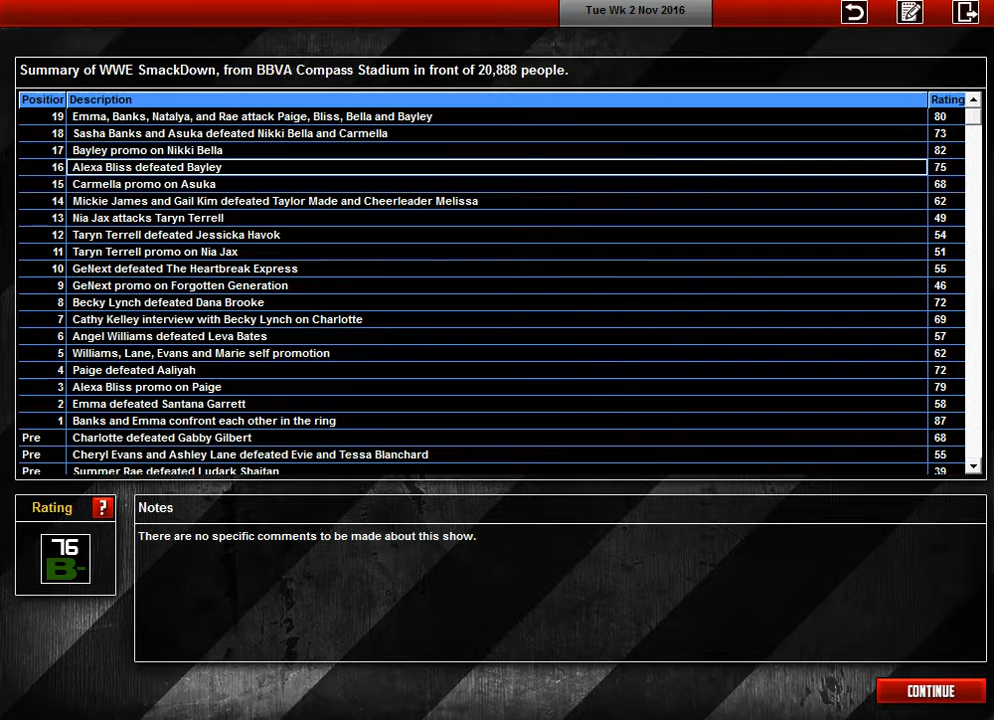 Tue Wk 2 Nov 2016
Summary of WWE SmackDown, from BBVA Compass Stadium in front of 20,888 people.
Position Description Rating
19 Emma, Banks, Natalya, and Rae attack Paige, Bliss, Bella and Bayley 80
18 Sasha Banks and Asuka defeated Nikki Bella and Carmella 73
17 Bayley promo on Nikki Bella 82
16 Alexa Bliss defeated Bayley 75
15 Carmella promo on Asuka 68
14 Mickie James and Gail Kim defeated Taylor Made and Cheerleader Melissa 62
13 Nia Jax attacks Taryn Terrell 49
12 Taryn Terrell defeated Jessicka Havok 54
11 Taryn Terrell promo on Nia Jax 51
10 GeNext defeated The Heartbreak Express 55
9 GeNext promo on Forgotten Generation 46
8 Becky Lynch defeated Dana Brooke 72
7 Cathy Kelley interview with Becky Lynch on Charlotte 69
6 Angel Williams defeated Leva Bates 57
5 Williams, Lane, Evans and Marie self promotion 62
4 Paige defeated Aaliyah 72
3 Alexa Bliss promo on Paige 79
2 Emma defeated Santana Garrett 58
1 Banks and Emma confront each other in the ring 87
Pre Charlotte defeated Gabby Gilbert 68
Pre Cheryl Evans and Ashley Lane defeated Evie and Tessa Blanchard 55
Pre Summer Rae defeated Ludark Shaitan 39
Rating ?
76
B-
Notes
There are no specific comments to be made about this show.
CONTINUE